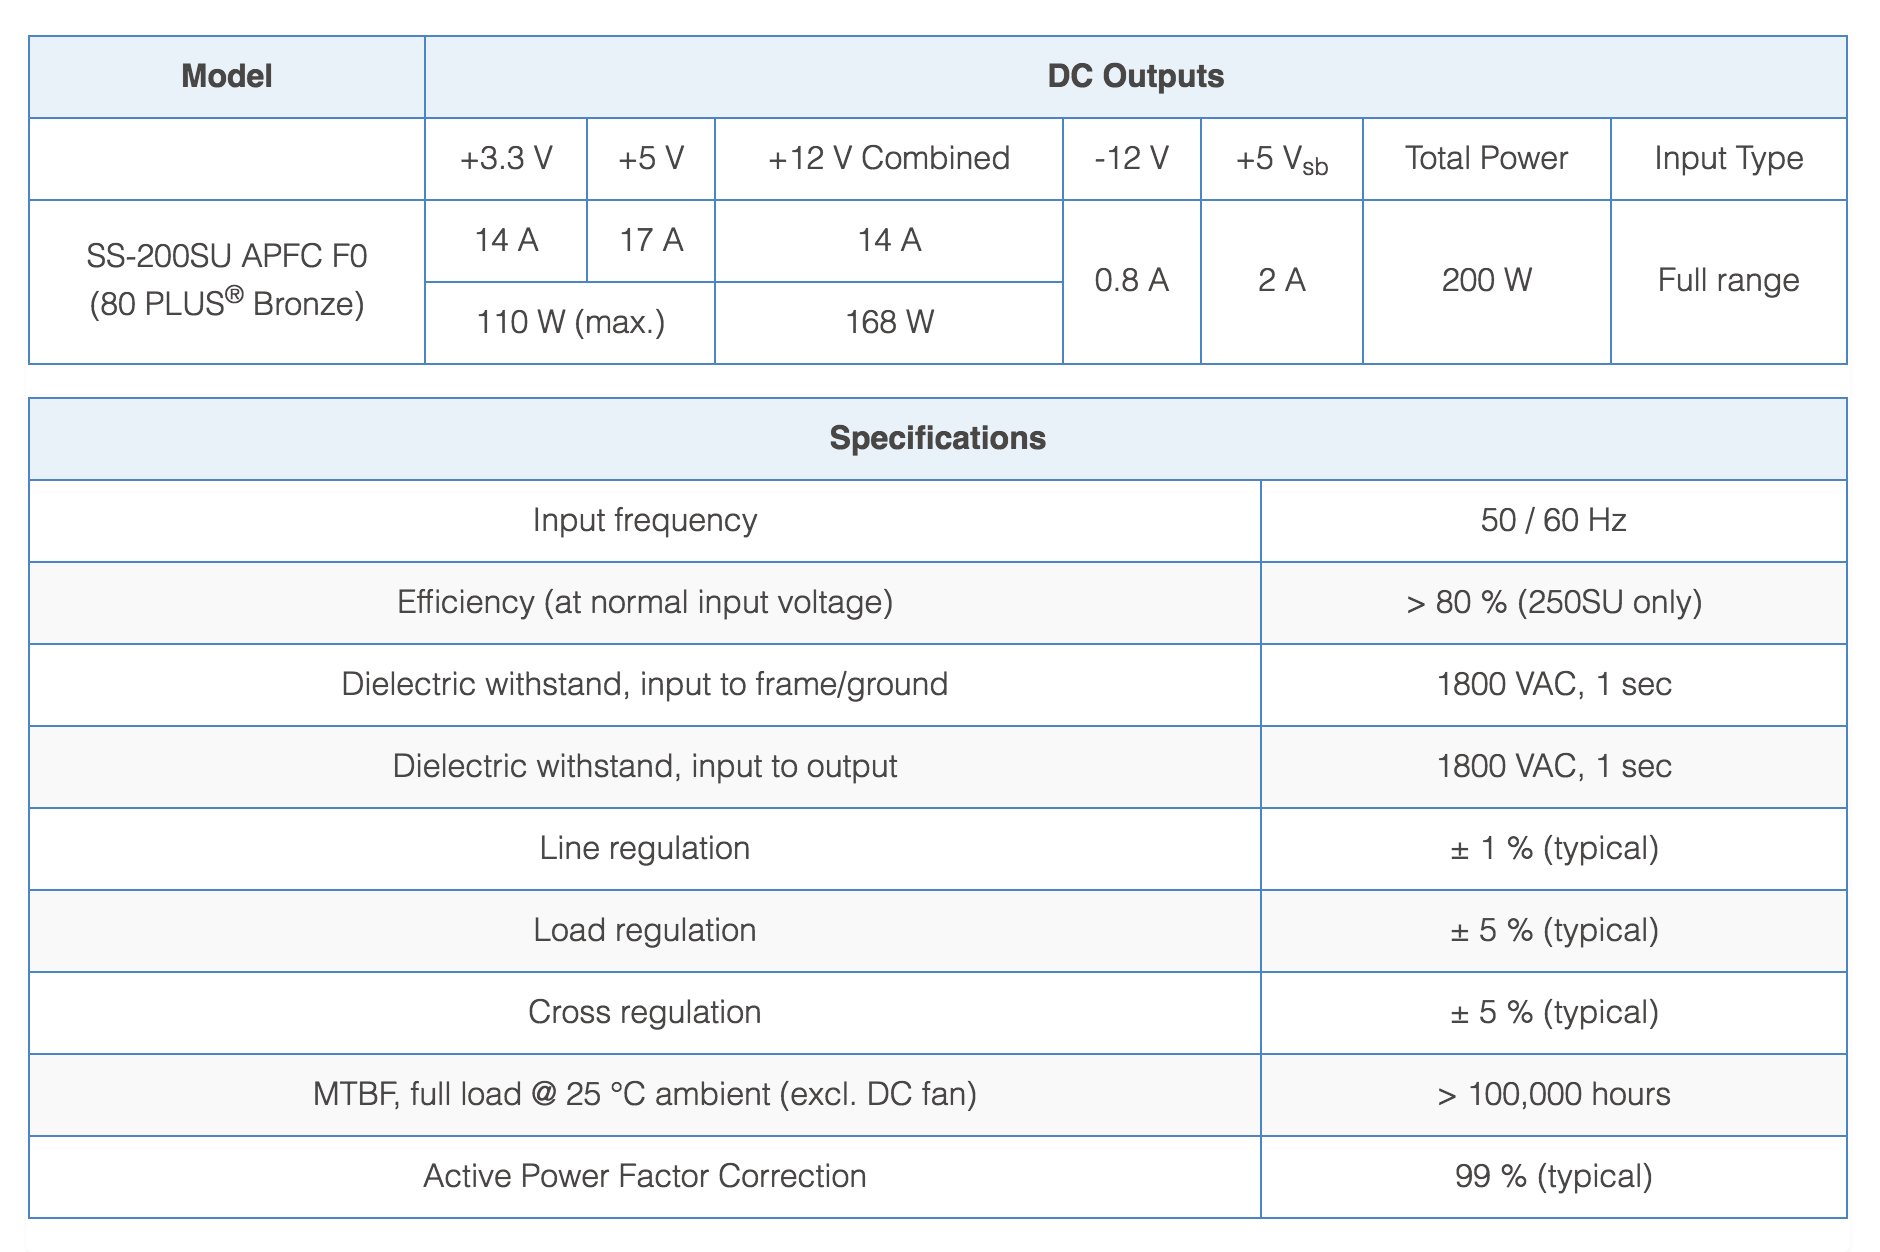 Model DC Outputs
+3.3 V +5 V +12 V Combined -12 V +5 Vsb Total Power Input Type
SS-200SU APFC F0
(80 PLUS® Bronze)
14 A 17 A 14 A
0.8 A 2 A 200 W Full range
110 W (max.) 168 W
Specifications
Input frequency 50 / 60 Hz
Efficiency (at normal input voltage) > 80 % (250SU only)
Dielectric withstand, input to frame/ground 1800 VAC, 1 sec
Dielectric withstand, input to output 1800 VAC, 1 sec
Line regulation ± 1 % (typical)
Load regulation ± 5 % (typical)
Cross regulation ± 5 % (typical)
MTBF, full load @ 25 °C ambient (excl. DC fan) > 100,000 hours
Active Power Factor Correction 99 % (typical)